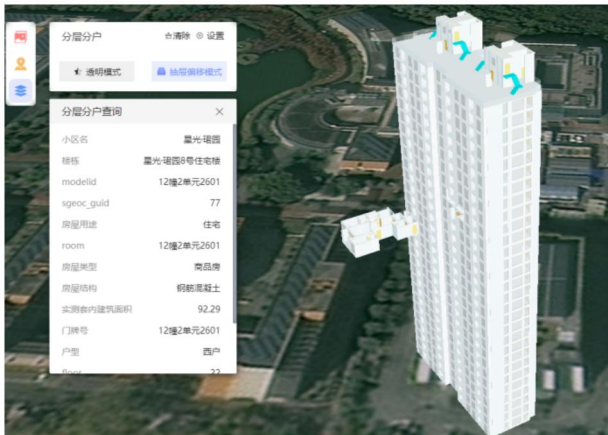 分层分户 清除 设置
透明模式 抽层偏移模式
分层分户查询
小区名 星光·珺园
楼栋 星光·珺园8号住宅楼
modelid 12幢2单元2601
sgeoc_guid 77
房屋用途 住宅
room 12幢2单元2601
房屋类型 商品房
房屋结构 钢筋混凝土
实测套内建筑面积 92.29
门牌号 12幢2单元2601
户型 西户
floor 22